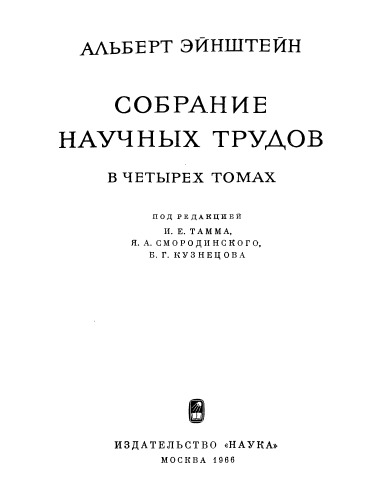 АЛЬБЕРТ ЭЙНШТЕЙН
СОБРАНИЕ
НАУЧНЫХ ТРУДОВ
В ЧЕТЫРЕХ ТОМАХ
ПОД РЕДАКЦИЕЙ
И. Е. ТАММА,
Я. А. СМОРОДИНСКОГО,
Б. Г. КУЗНЕЦОВА
ИЗДАТЕЛЬСТВО «НАУКА»
МОСКВА 1966